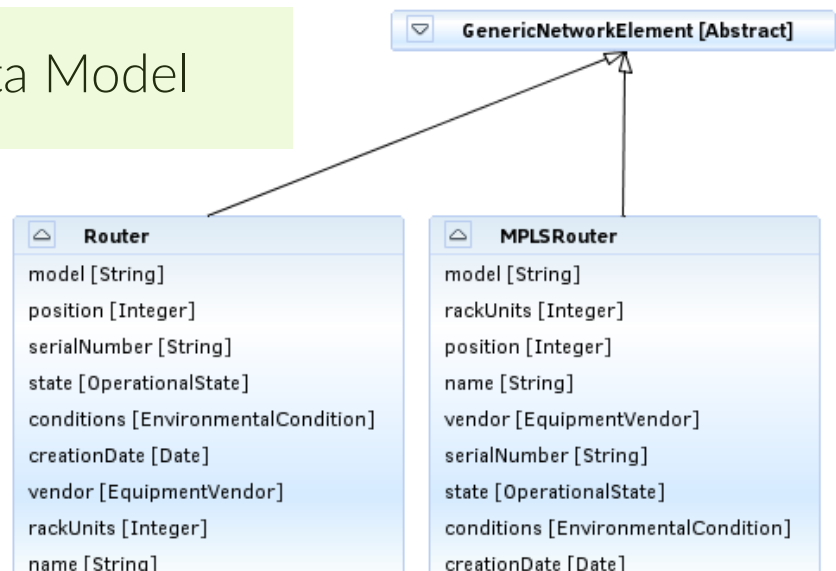 GenericNetworkElement [Abstract]
ta Model
Router
model [String]
position [Integer]
serialNumber [String]
state [OperationalState]
conditions [EnvironmentalCondition]
creationDate [Date]
vendor [EquipmentVendor]
rackUnits [Integer]
name [String]
MPLSRouter
model [String]
rackUnits [Integer]
position [Integer]
name [String]
vendor [EquipmentVendor]
serialNumber [String]
state [OperationalState]
conditions [EnvironmentalCondition]
creationDate [Date]